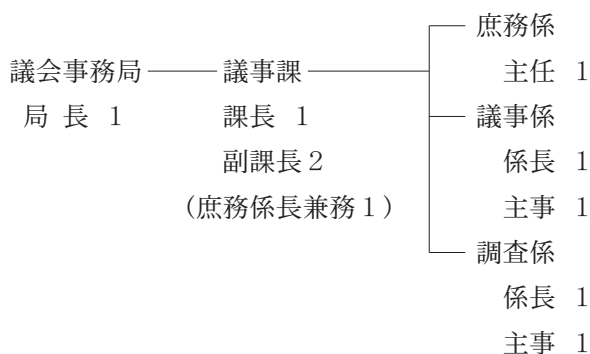 庶務係
議会事務局 議事課
主任 1
局 長 1 課長 1
議事係
副課長 2
係長 1
(庶務係長兼務 1)
主事 1
調査係
係長 1
主事 1